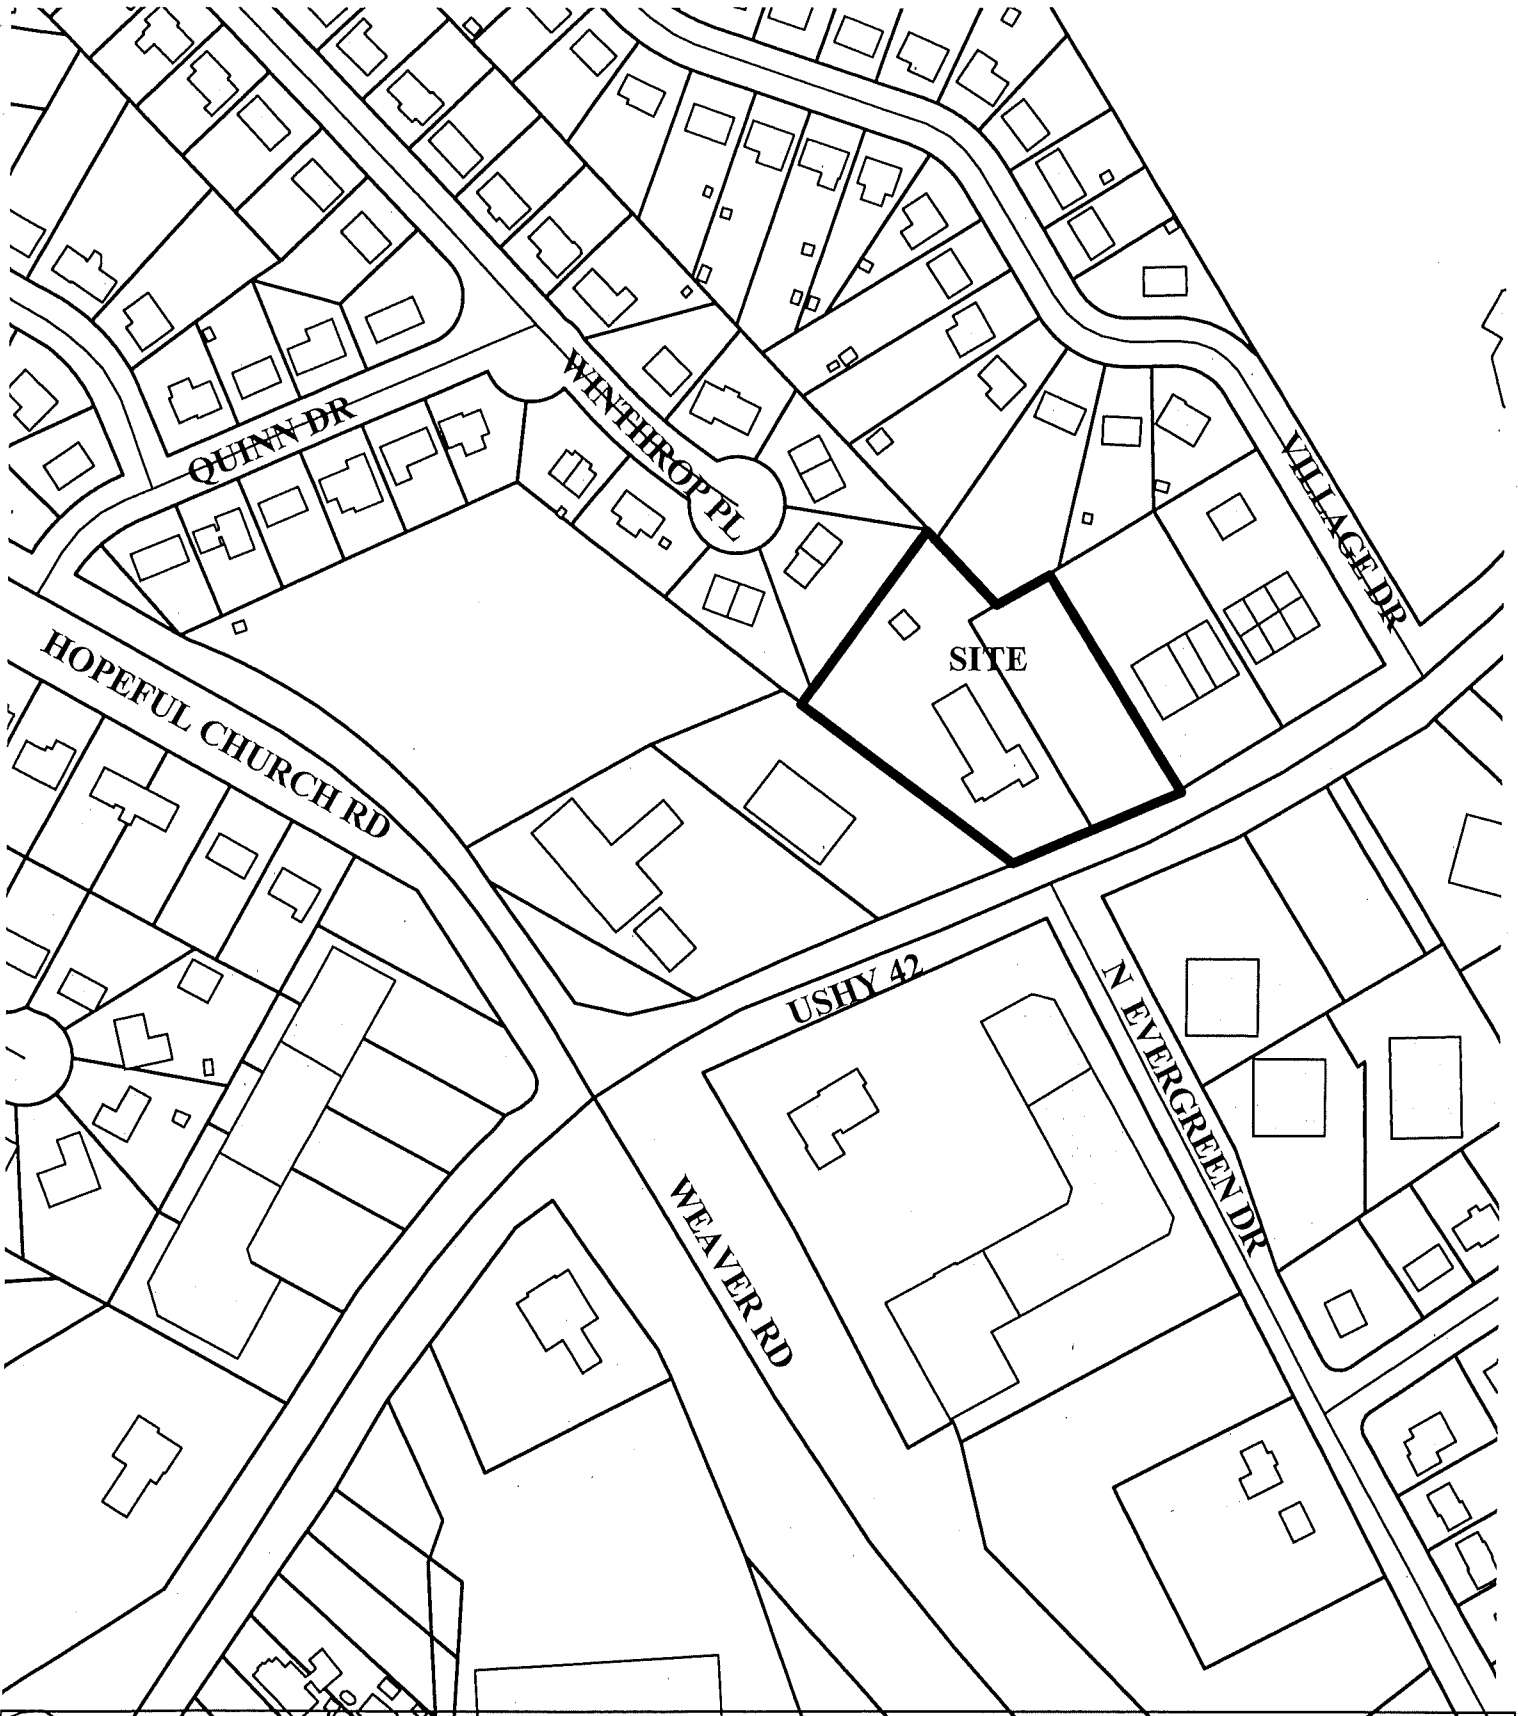 WINTHROP PL
QUINN DR
VILLAGE DR
SITE
HOPEFUL CHURCH RD
USHY 42
N EVERGREEN DR
WEAVER RD